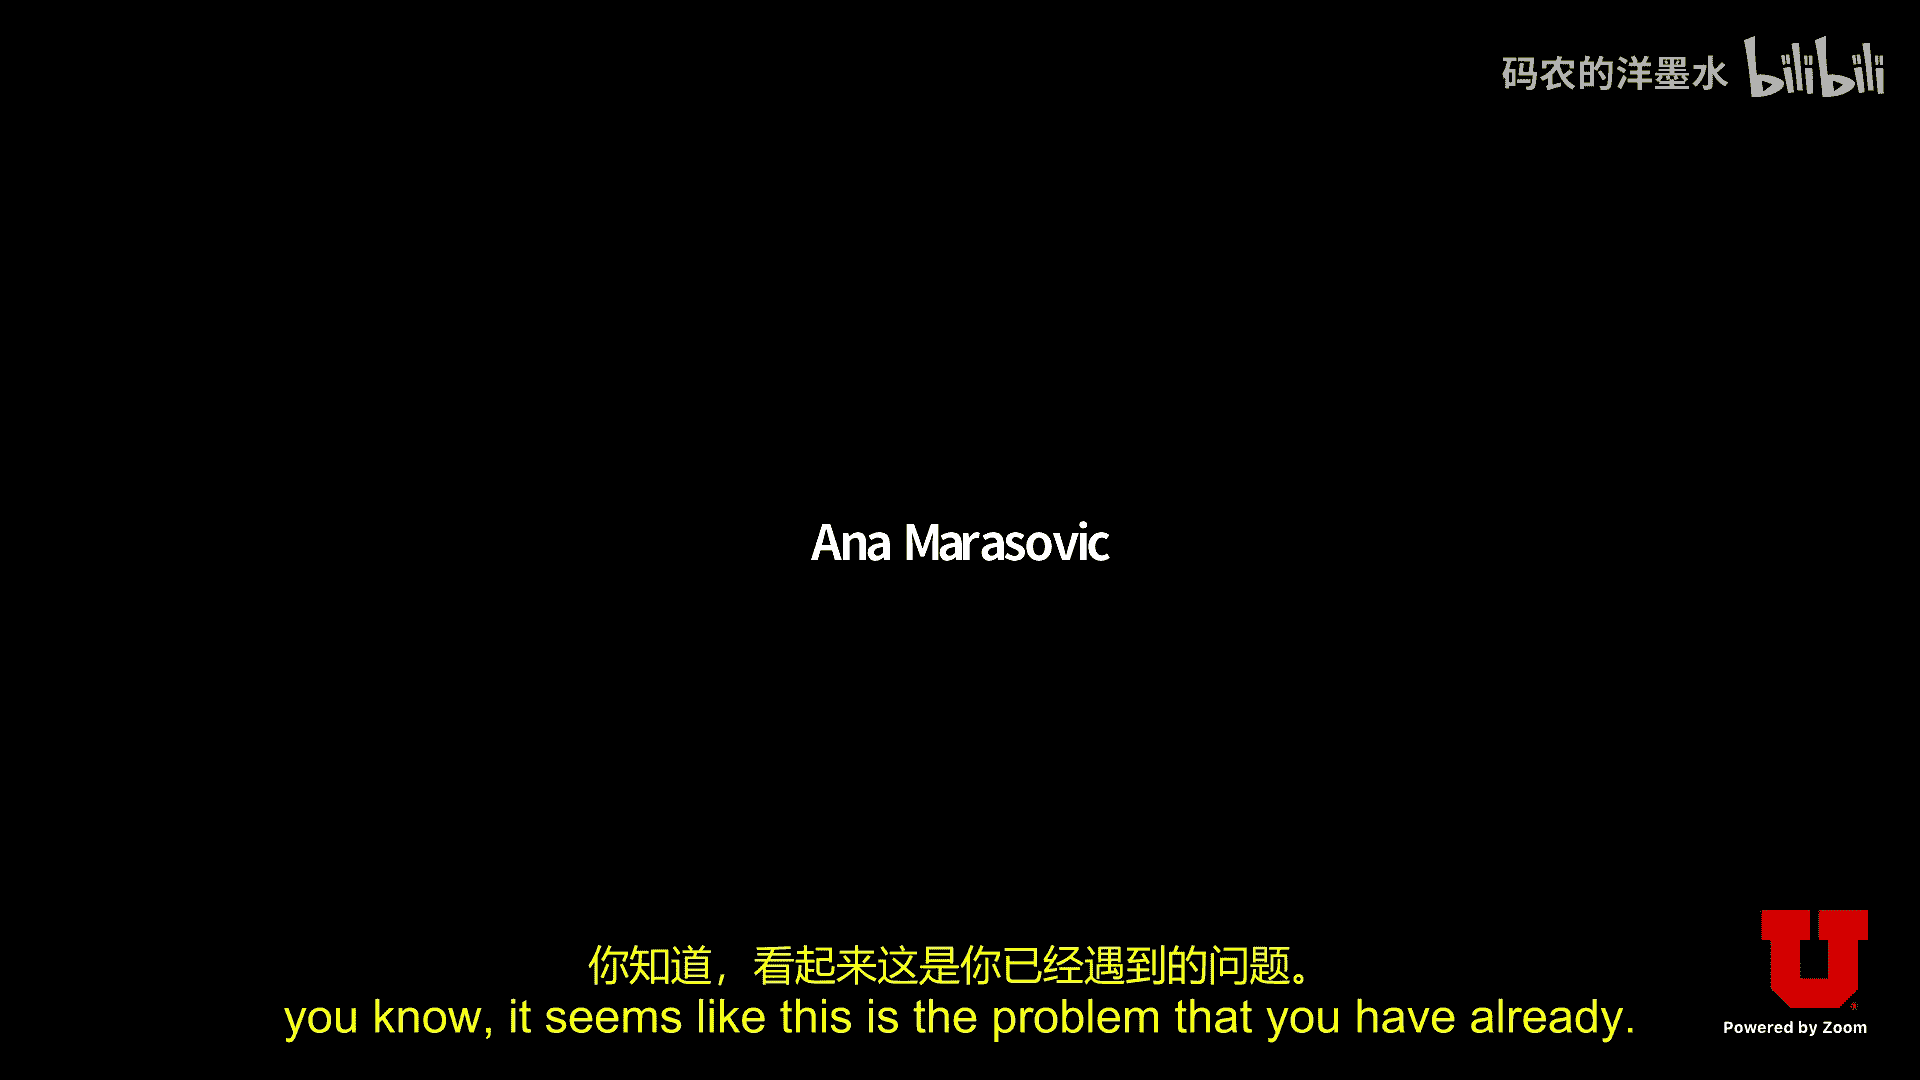 码农的洋墨水 bilibili
Ana Marasovic
你知道，看起来这是你已经遇到的问题。
you know, it seems like this is the problem that you have already.
U
Powered by Zoom